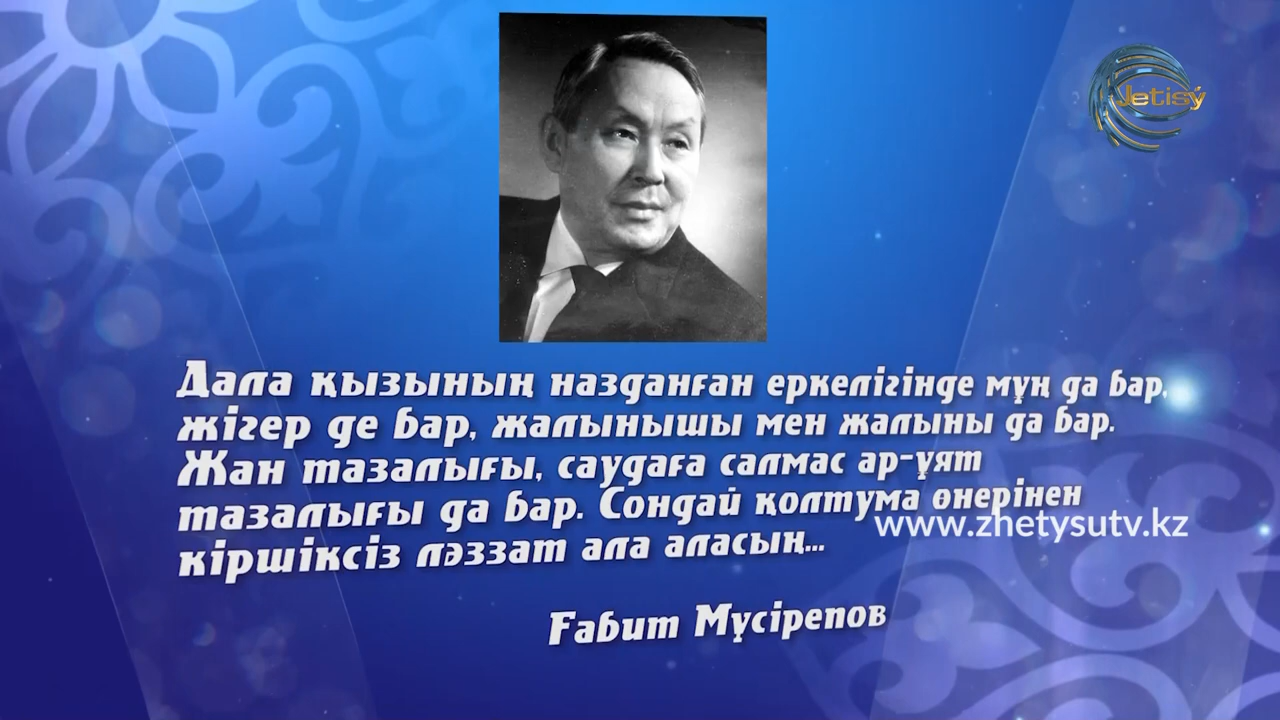 Jetisý
Дала қызының назданған еркелігінде мұң да бар,
жігер де бар, жалынышы мен жалыны да бар.
Жан тазалығы, саудаға салмас ар-ұят
тазалығы да бар. Сондай қолтума өнерінен
www.zhetysutv.kz
кіршіксіз ләззат ала аласың...
Ғабит Мүсірепов